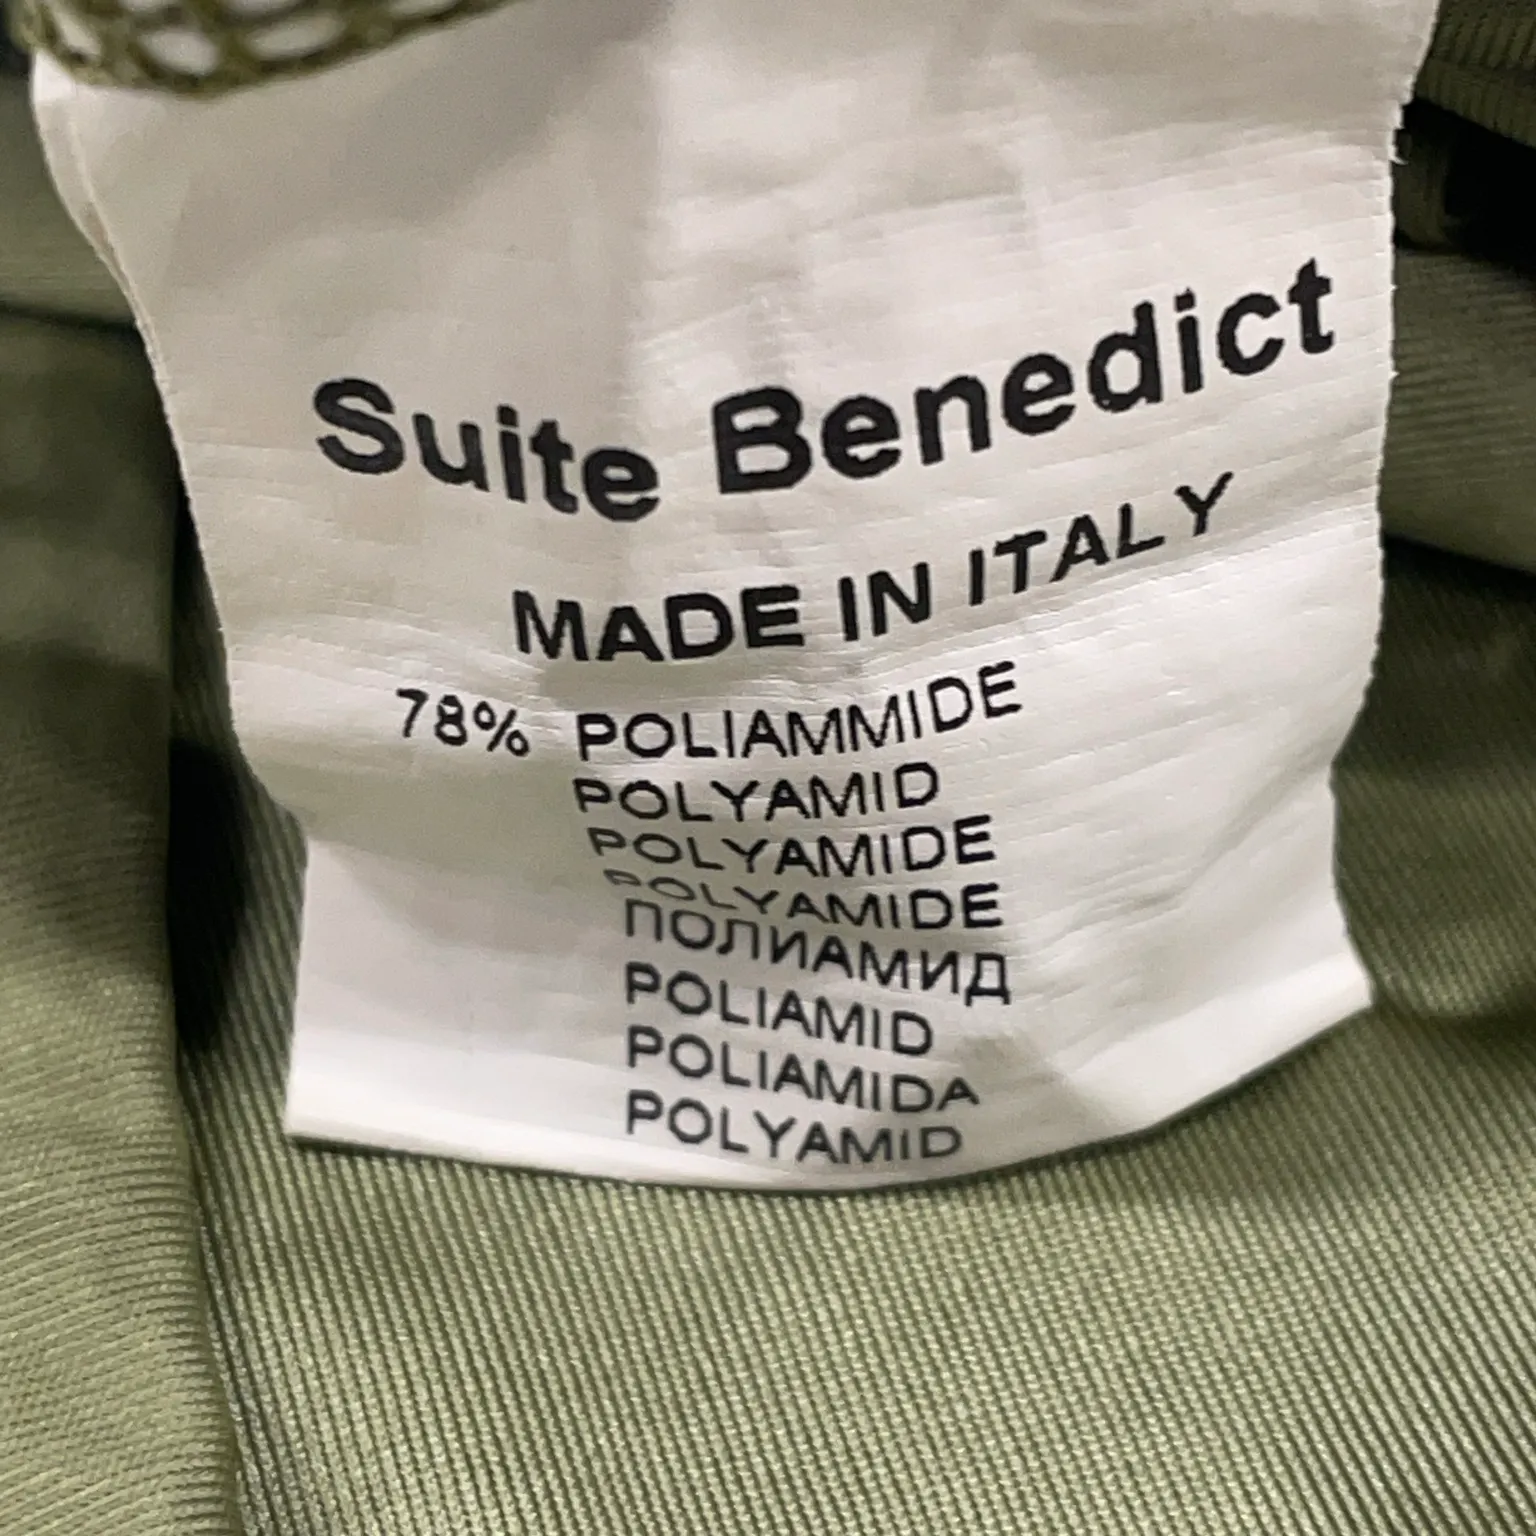 Suite Benedict
MADE IN ITALY
78% POLIAMMIDE
POLYAMID
POLYAMIDE
POLYAMIDE
ПОЛИАМИД
POLIAMID
POLIAMIDA
POLYAMID